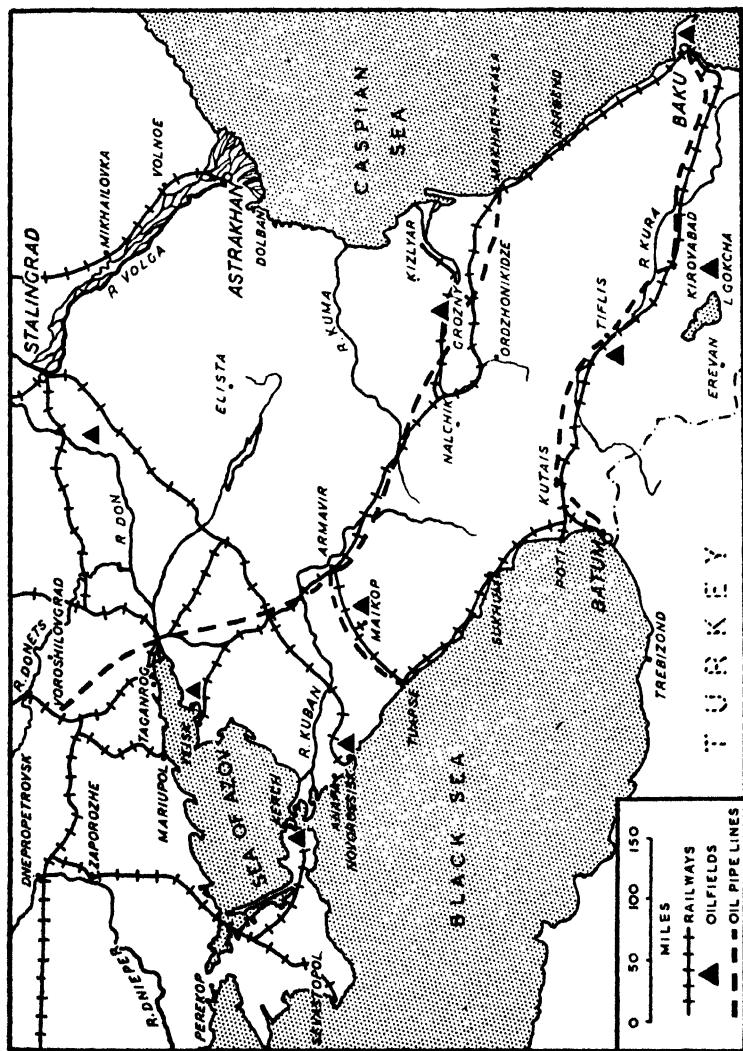 STALINGRAD
MIKHAILOVKA
VOLNOE
R VOLGA
ASTRAKHAN
DOLBAN
CASPIAN
SEA
ELISTA
R. KUMA
KIZLYAR
GROZNY
MAKHACH-KALA
DERBEND
ORDZHONIKIDZE
NALCHIK
BAKU
R KURA
KIROVABAD
L GOKCHA
TIFLIS
EREVAN
KUTAIS
POTI
BATUM
SUKHUM
TREBIZOND
TURKEY
R DON
ARMAVIR
MAIKOP
TUAPSE
R. DONETS
VOROSHILOVGRAD
TAGANROG
YEISK
R KUBAN
DNEPROPETROVSK
ZAPOROZHE
MARIUPOL
SEA OF AZOV
KERCH
ANAPA
NOVOROSSISK
BLACK SEA
R. DNIEPER
PEREKOP
SEVASTOPOL
0 50 100 150
MILES
RAILWAYS
OILFIELDS
OIL PIPE LINES